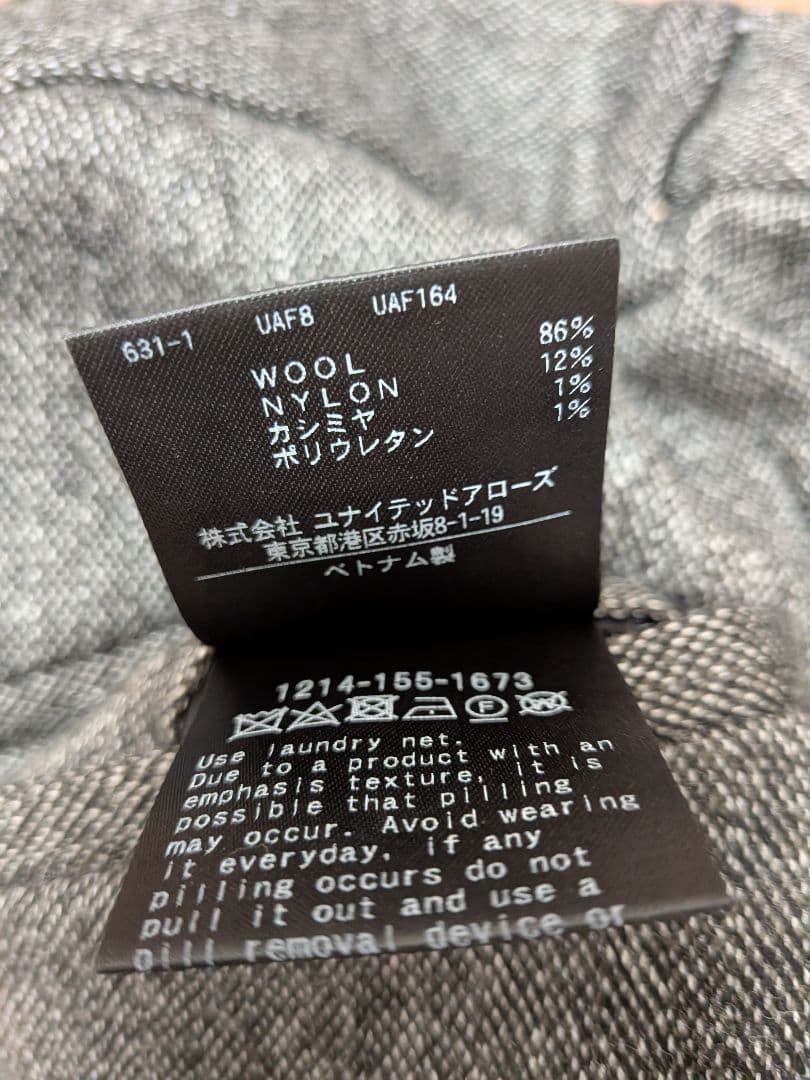 631-1 UAF8 UAF164
WOOL 86%
NYLON 12%
カシミヤ 1%
ポリウレタン 1%
株式会社 ユナイテッドアローズ
東京都港区赤坂8-1-19
ベトナム製
1214-155-1673
F W
Use laundry net.
Due to a product with an
emphasis texture, it is
possible that pilling
may occur. Avoid wearing
it everyday, if any
pilling occurs do not
pull it out and use a
pill removal device or